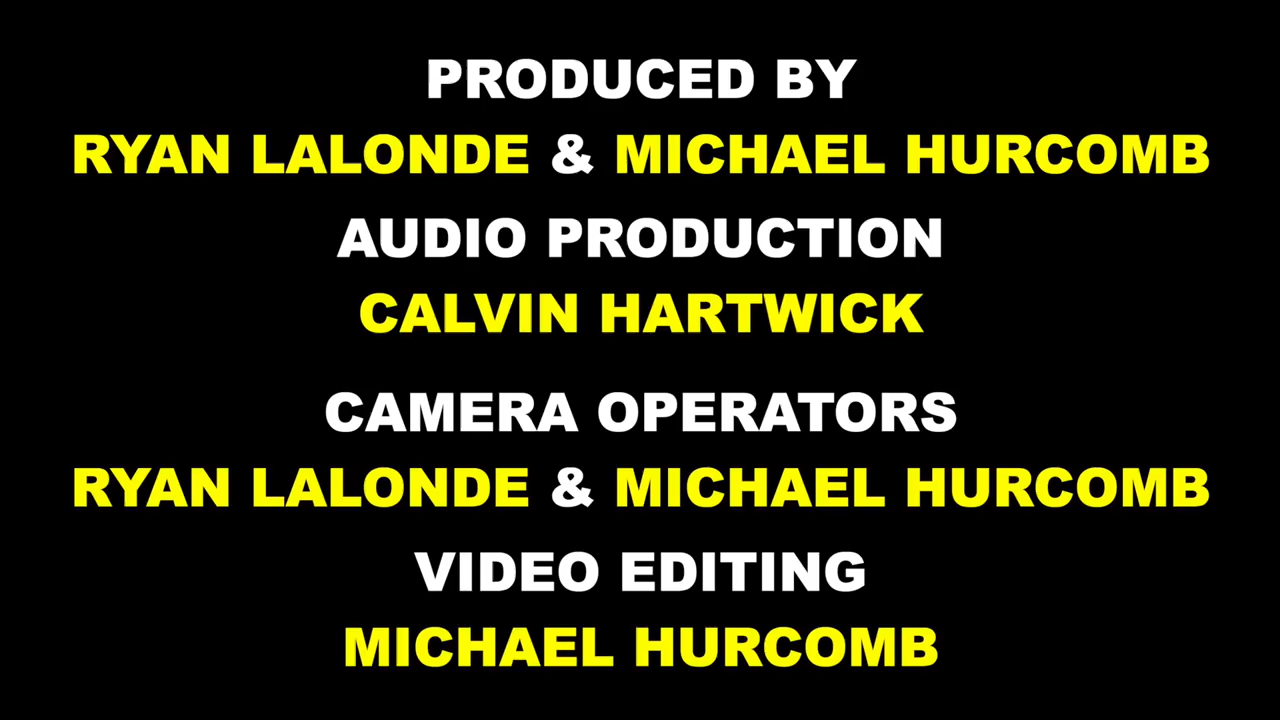 PRODUCED BY
RYAN LALONDE & MICHAEL HURCOMB
AUDIO PRODUCTION
CALVIN HARTWICK
CAMERA OPERATORS
RYAN LALONDE & MICHAEL HURCOMB
VIDEO EDITING
MICHAEL HURCOMB